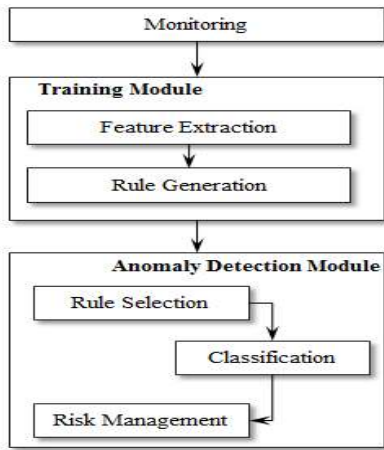 Monitoring
Training Module
Feature Extraction
Rule Generation
Anomaly Detection Module
Rule Selection
Classification
Risk Management